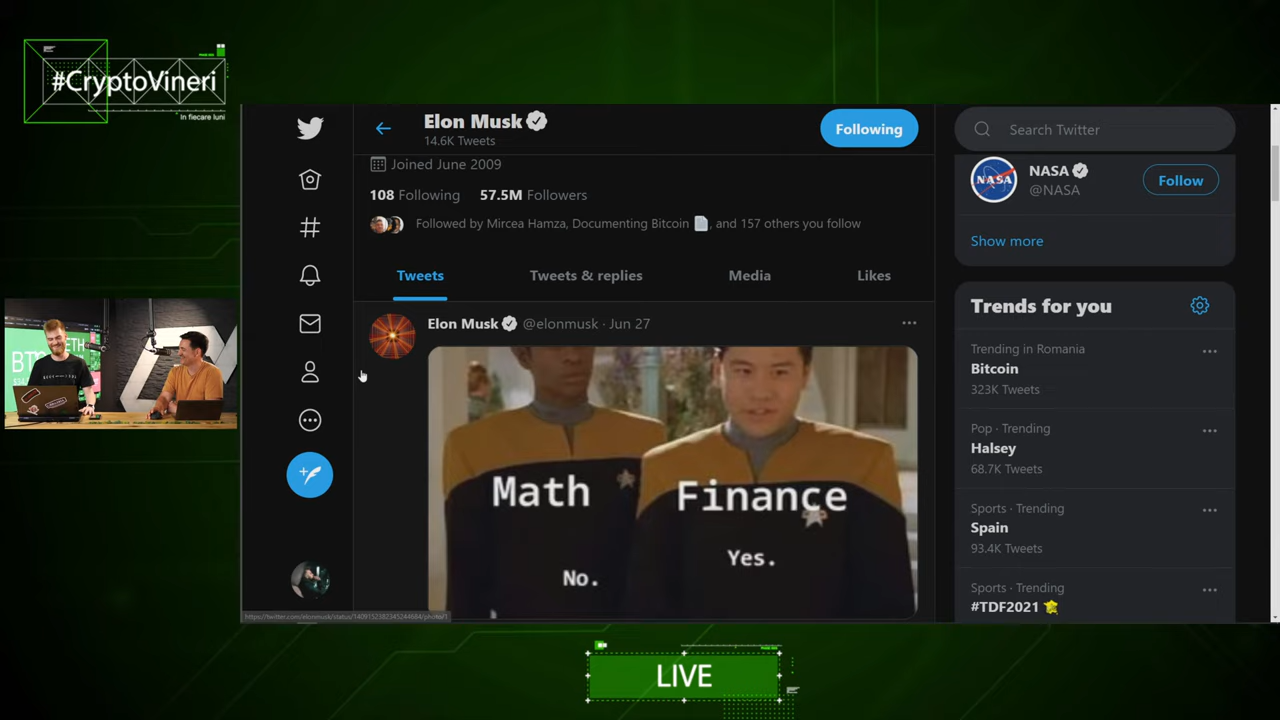 #CryptoVineri
in fiecare luni
Elon Musk
14.6K Tweets
Following
Search Twitter
Joined June 2009
108 Following 57.5M Followers
Followed by Mircea Hamza, Documenting Bitcoin 📄, and 157 others you follow
Tweets Tweets & replies Media Likes
Elon Musk @elonmusk · Jun 27
Math
Finance
No.
Yes.
NASA
@NASA
Follow
Show more
Trends for you
Trending in Romania
Bitcoin
323K Tweets
Pop · Trending
Halsey
68.7K Tweets
Sports · Trending
Spain
93.4K Tweets
Sports · Trending
#TDF2021
LIVE